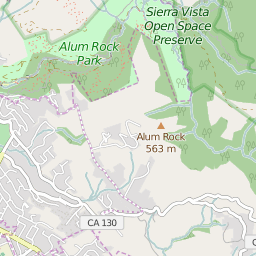 Sierra Vista
Open Space
Preserve
Alum Rock
Park
Alum Rock
563 m
CA 130